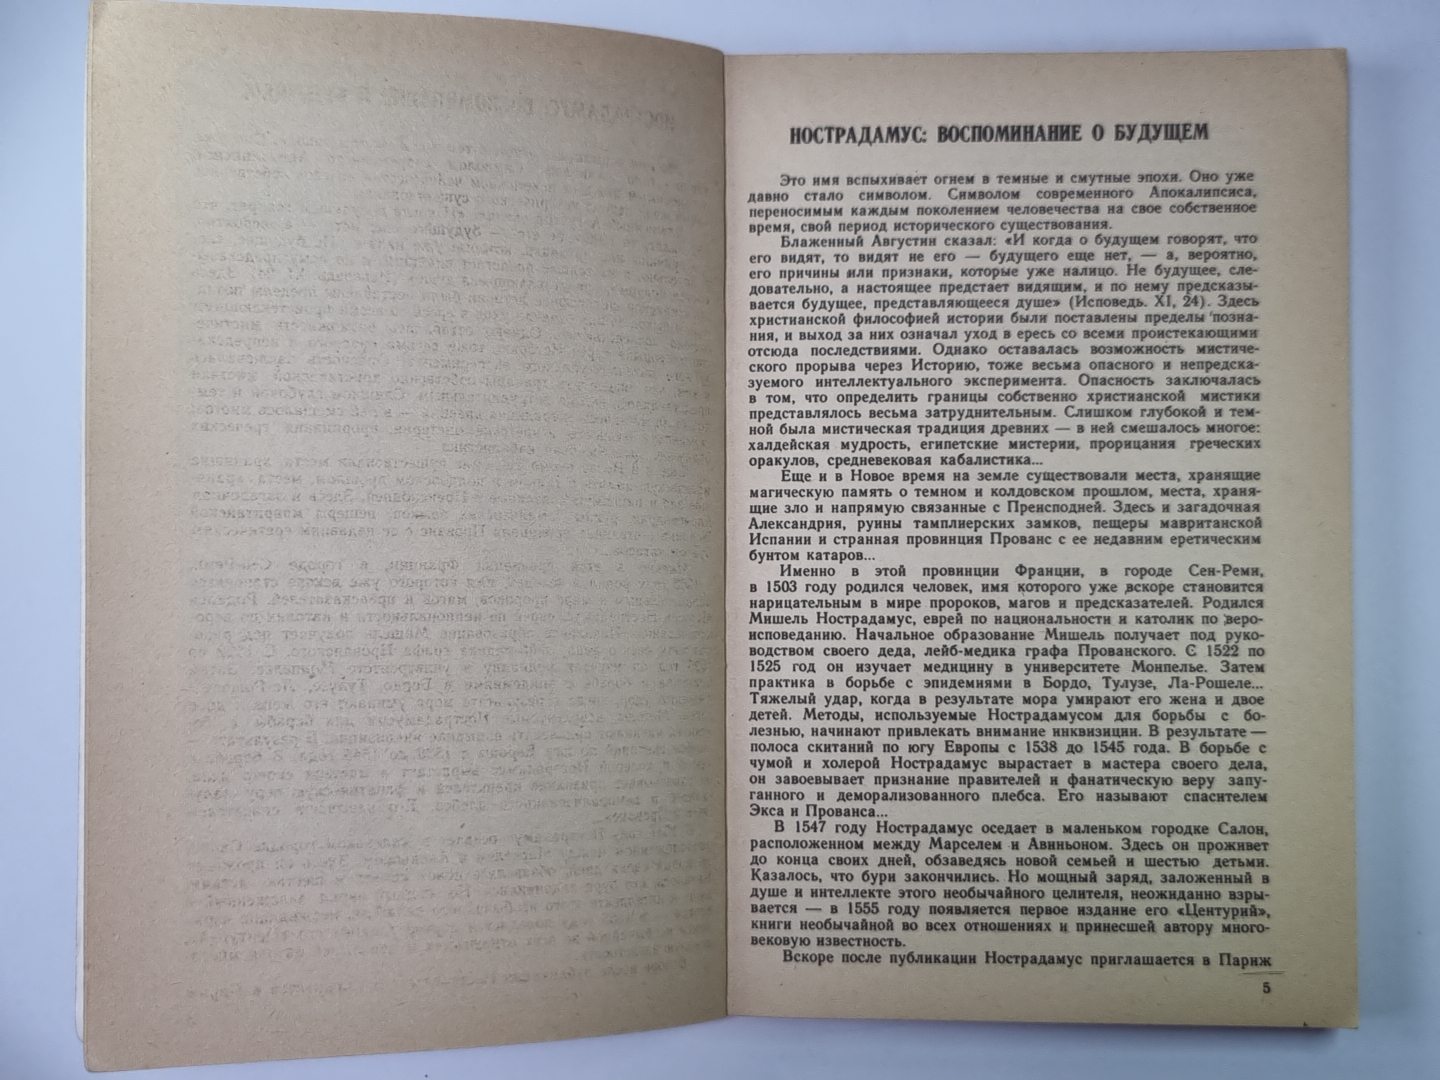 НОСТРАДАМУС: ВОСПОМИНАНИЕ О БУДУЩЕМ
Это имя вспыхивает огнем в темные и смутные эпохи. Оно уже
давно стало символом. Символом современного Апокалипсиса,
переносимым каждым поколением человечества на свое собственное
время, свой период исторического существования.
Блаженный Августин сказал: «И когда о будущем говорят, что
его видят, то видят не его — будущего еще нет, — а, вероятно,
его причины или признаки, которые уже налицо. Не будущее, сле-
довательно, а настоящее предстает видящим, и по нему предсказы-
вается будущее, представляющееся душе» (Исповедь. XI, 24). Здесь
христианской философией истории были поставлены пределы позна-
ния, и выход за них означал уход в ересь со всеми проистекающими
отсюда последствиями. Однако оставалась возможность мистиче-
ского прорыва через Историю, тоже весьма опасного и непредска-
зуемого интеллектуального эксперимента. Опасность заключалась
в том, что определить границы собственно христианской мистики
представлялось весьма затруднительным. Слишком глубокой и тем-
ной была мистическая традиция древних — в ней смешалось многое:
халдейская мудрость, египетские мистерии, прорицания греческих
оракулов, средневековая кабалистика...
Еще и в Новое время на земле существовали места, хранящие
магическую память о темном и колдовском прошлом, места, храня-
щие зло и напрямую связанные с Преисподней. Здесь и загадочная
Александрия, руины тамплиерских замков, пещеры мавританской
Испании и странная провинция Прованс с ее недавним еретическим
бунтом катаров...
Именно в этой провинции Франции, в городе Сен-Реми,
в 1503 году родился человек, имя которого уже вскоре становится
нарицательным в мире пророков, магов и предсказателей. Родился
Мишель Нострадамус, еврей по национальности и католик по веро-
исповеданию. Начальное образование Мишель получает под руко-
водством своего деда, лейб-медика графа Прованского. С 1522 по
1525 год он изучает медицину в университете Монпелье. Затем
практика в борьбе с эпидемиями в Бордо, Тулузе, Ла-Рошеле...
Тяжелый удар, когда в результате мора умирают его жена и двое
детей. Методы, используемые Нострадамусом для борьбы с бо-
лезнью, начинают привлекать внимание инквизиции. В результате —
полоса скитаний по югу Европы с 1538 до 1545 года. В борьбе с
чумой и холерой Нострадамус вырастает в мастера своего дела,
он завоевывает признание правителей и фанатическую веру запу-
ганного и деморализованного плебса. Его называют спасителем
Экса и Прованса...
В 1547 году Нострадамус оседает в маленьком городке Салон,
расположенном между Марселем и Авиньоном. Здесь он проживет
до конца своих дней, обзаведясь новой семьей и шестью детьми.
Казалось, что бури закончились. Но мощный заряд, заложенный в
душе и интеллекте этого необычайного целителя, неожиданно взры-
вается — в 1555 году появляется первое издание его «Центурий»,
книги необычайной во всех отношениях и принесшей автору много-
вековую известность.
Вскоре после публикации Нострадамус приглашается в Париж
5